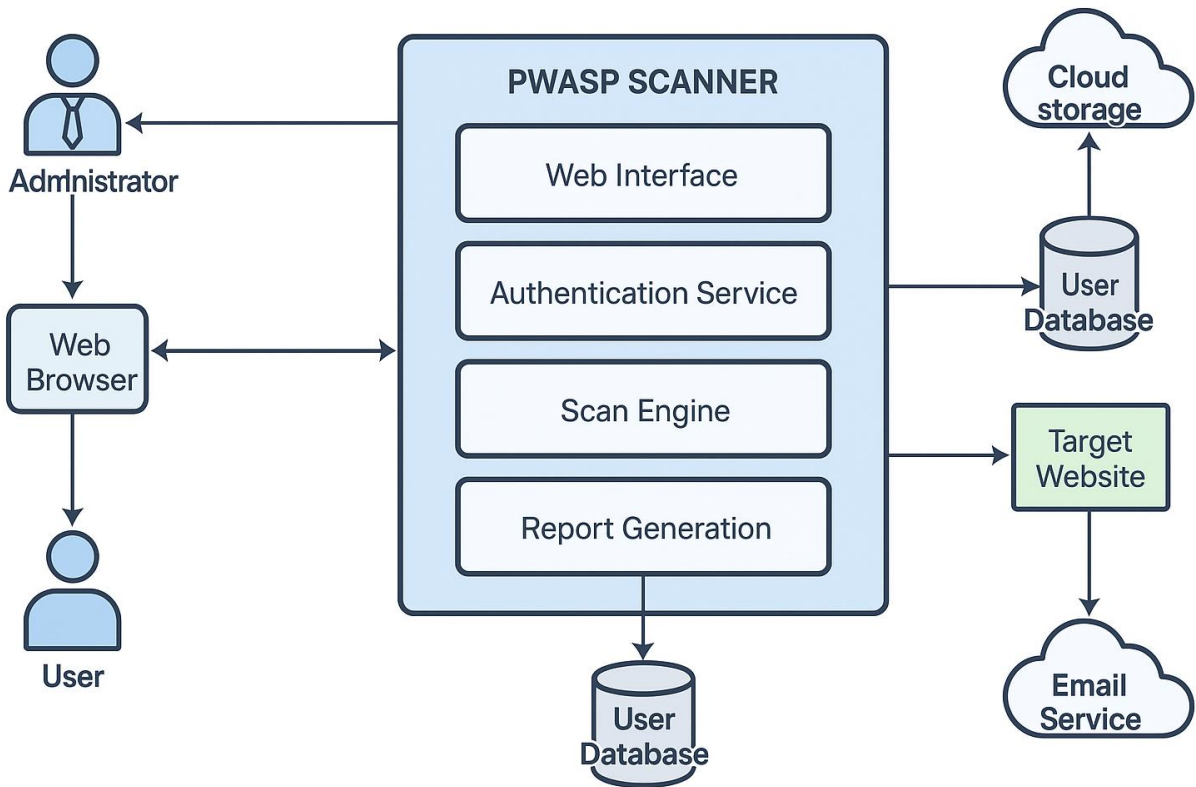 PWASP SCANNER
Web Interface
Authentication Service
Scan Engine
Report Generation
Administrator
Web
Browser
User
Cloud
storage
User
Database
Target
Website
Email
Service
User
Database